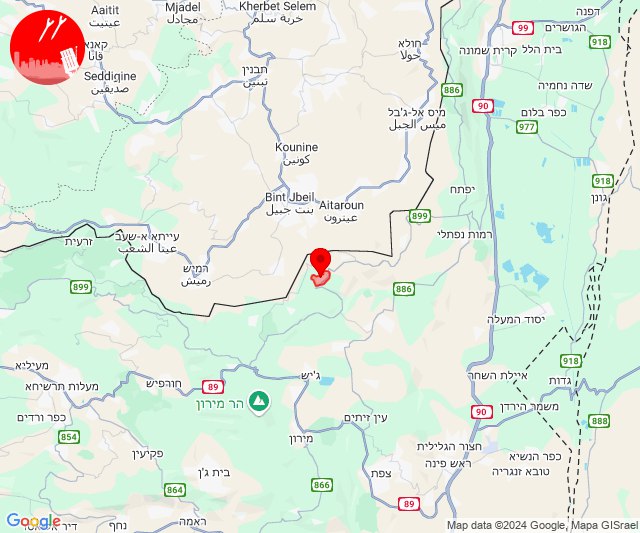 Aaitit
عيتيت
Mjadel
مجادل
Kherbet Selem
خربة سلم
חולא
حولا
99
דפנה
הגושרים
קאנא
قانا
Seddiqine
صديقين
תבנין
تبنين
קרית שמונה
בית הלל
918
שדה נחמיה
886
90
כפר בלום
977
מיס אל-ג'בל
ميس الجبل
Kounine
كونين
918
Bint Jbeil
بنت جبيل
Aitaroun
عيترون
יפתח
גונן
899
רמות נפתלי
עייתא א-שעב
عيتا الشعب
זרעית
רמיש
رميش
899
886
יסוד המעלה
918
מעיליא
ג'יש
איילת השחר
גדות
מעלות תרשיחא
חורפיש
89
הר מירון
משמר הירדן
90
888
כפר ורדים
עין זיתים
854
מירון
חצור הגלילית
ראש פינה
כפר הנשיא
טובא זנגריה
פקיעין
בית ג'ן
צפת
864
866
89
ראמה
נחף
דיר אל-אסד
Google
Map data ©2024 Google, Mapa GISrael